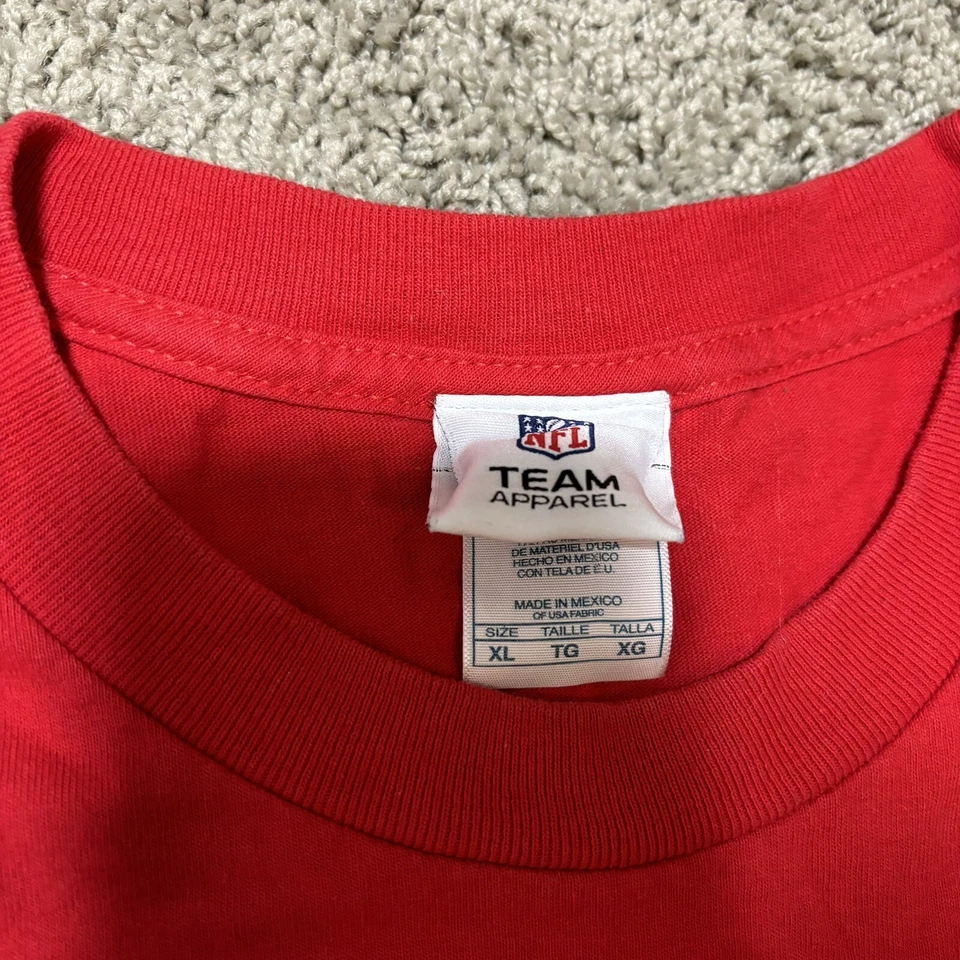 NFL
TEAM
APPAREL
DE MATERIEL D'USA
HECHO EN MEXICO
CON TELA DE E.U.
MADE IN MEXICO
OF USA FABRIC
SIZE TAILLE TALLA
XL TG XG